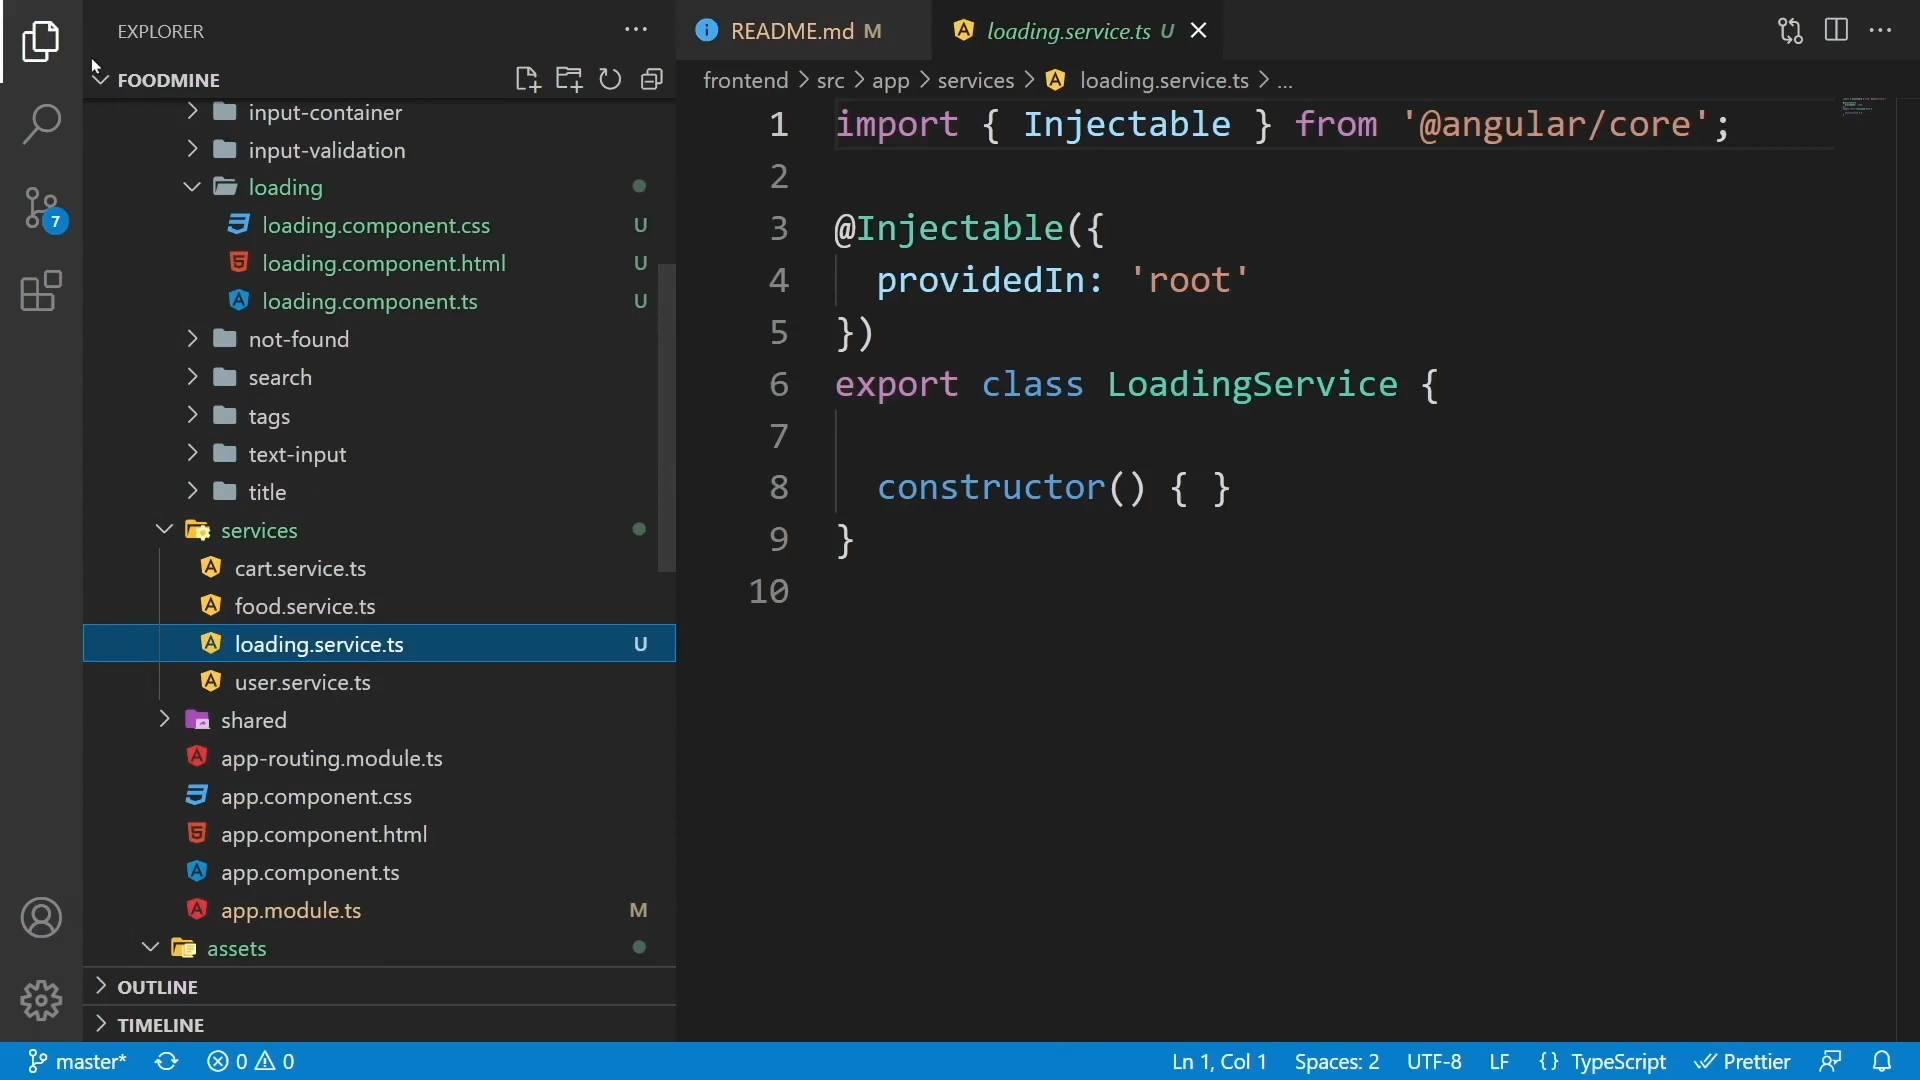 EXPLORER
FOODMINE
input-container
input-validation
loading
loading.component.css U
loading.component.html U
loading.component.ts U
not-found
search
tags
text-input
title
services
cart.service.ts
food.service.ts
loading.service.ts U
user.service.ts
shared
app-routing.module.ts
app.component.css
app.component.html
app.component.ts
app.module.ts M
assets
OUTLINE
TIMELINE
7
README.md M
loading.service.ts U
frontend > src > app > services > loading.service.ts > ...
1 import { Injectable } from '@angular/core';
2
3 @Injectable({
4   providedIn: 'root'
5 })
6 export class LoadingService {
7
8   constructor() { }
9 }
10
master* 0 0 Ln 1, Col 1 Spaces: 2 UTF-8 LF {} TypeScript Prettier